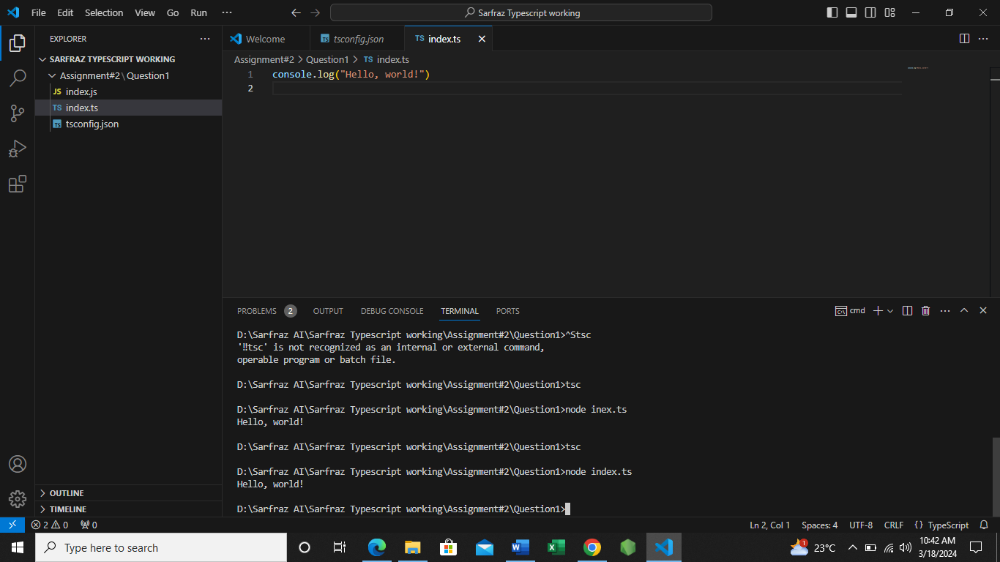 File Edit Selection View Go Run ···
Sarfraz Typescript working
EXPLORER
SARFRAZ TYPESCRIPT WORKING
Assignment#2\Question1
JS index.js
TS index.ts
TS tsconfig.json
OUTLINE
TIMELINE
Welcome
TS tsconfig.json
TS index.ts
Assignment#2 > Question1 > TS index.ts
1 console.log("Hello, world!")
2
PROBLEMS 2 OUTPUT DEBUG CONSOLE TERMINAL PORTS
cmd
D:\Sarfraz AI\Sarfraz Typescript working\Assignment#2\Question1>^Stsc
'‼tsc' is not recognized as an internal or external command,
operable program or batch file.
D:\Sarfraz AI\Sarfraz Typescript working\Assignment#2\Question1>tsc
D:\Sarfraz AI\Sarfraz Typescript working\Assignment#2\Question1>node inex.ts
Hello, world!
D:\Sarfraz AI\Sarfraz Typescript working\Assignment#2\Question1>tsc
D:\Sarfraz AI\Sarfraz Typescript working\Assignment#2\Question1>node index.ts
Hello, world!
D:\Sarfraz AI\Sarfraz Typescript working\Assignment#2\Question1>
2 0 0
Ln 2, Col 1 Spaces: 4 UTF-8 CRLF {} TypeScript
Type here to search
1 23°C
10:42 AM
3/18/2024